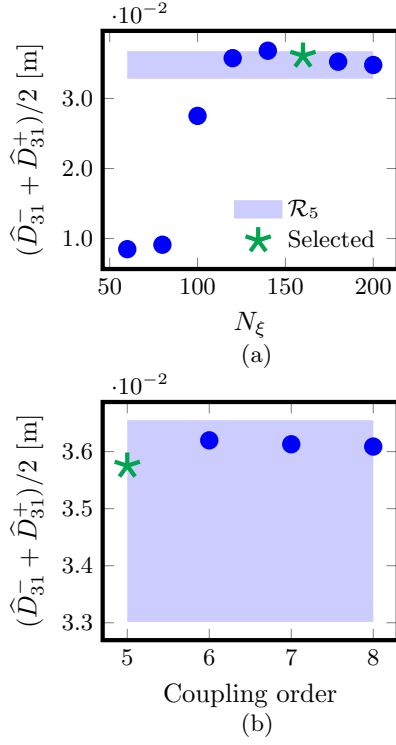 ·10⁻²
(D̂⁻₃₁ + D̂⁺₃₁)/2 [m]
3.0
2.0
1.0
ℛ₅
Selected
50 100 150 200
N_ξ
(a)
·10⁻²
(D̂⁻₃₁ + D̂⁺₃₁)/2 [m]
3.6
3.5
3.4
3.3
5 6 7 8
Coupling order
(b)